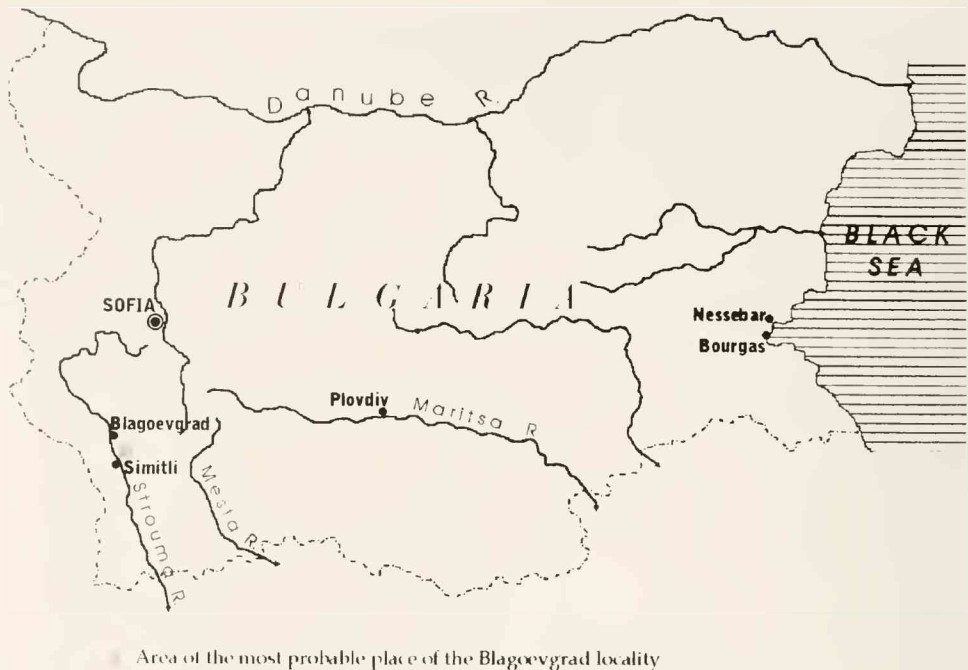 Danube R.
BLACK
SEA
BULGARIA
SOFIA
Nessebar
Bourgas
Plovdiv
Maritsa R.
Blagoevgrad
Simitli
Strouma R.
Mesta R.
Area of the most probable place of the Blagoevgrad locality